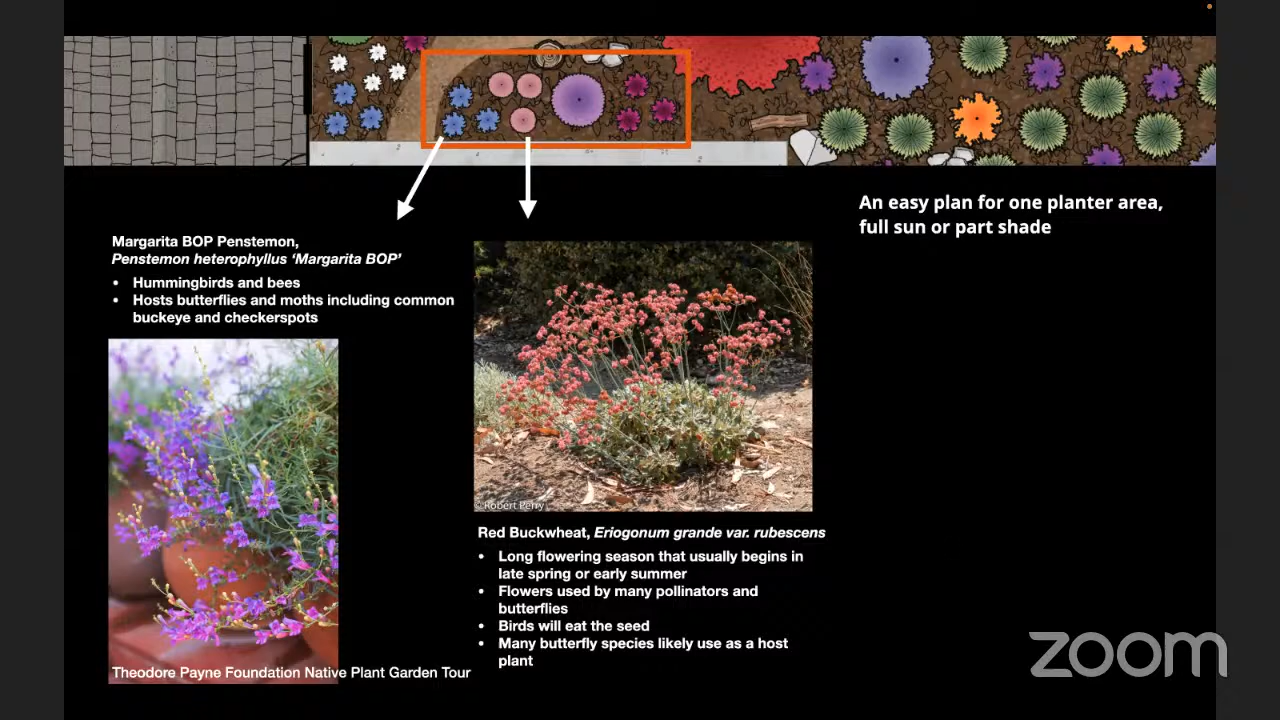 An easy plan for one planter area,
full sun or part shade
Margarita BOP Penstemon,
Penstemon heterophyllus ‘Margarita BOP’
• Hummingbirds and bees
• Hosts butterflies and moths including common
buckeye and checkerspots
Theodore Payne Foundation Native Plant Garden Tour
©Robert Perry
Red Buckwheat, Eriogonum grande var. rubescens
• Long flowering season that usually begins in
late spring or early summer
• Flowers used by many pollinators and
butterflies
• Birds will eat the seed
• Many butterfly species likely use as a host
plant
zoom